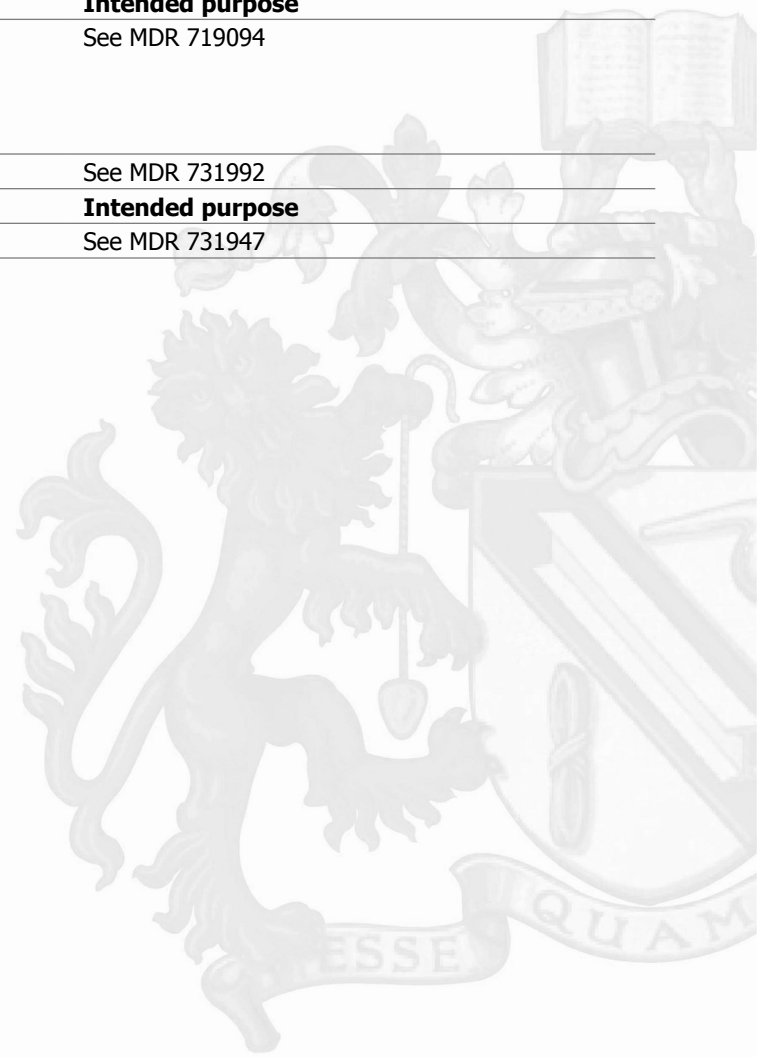 Intended purpose
See MDR 719094
See MDR 731992
Intended purpose
See MDR 731947
ESSE QUAM